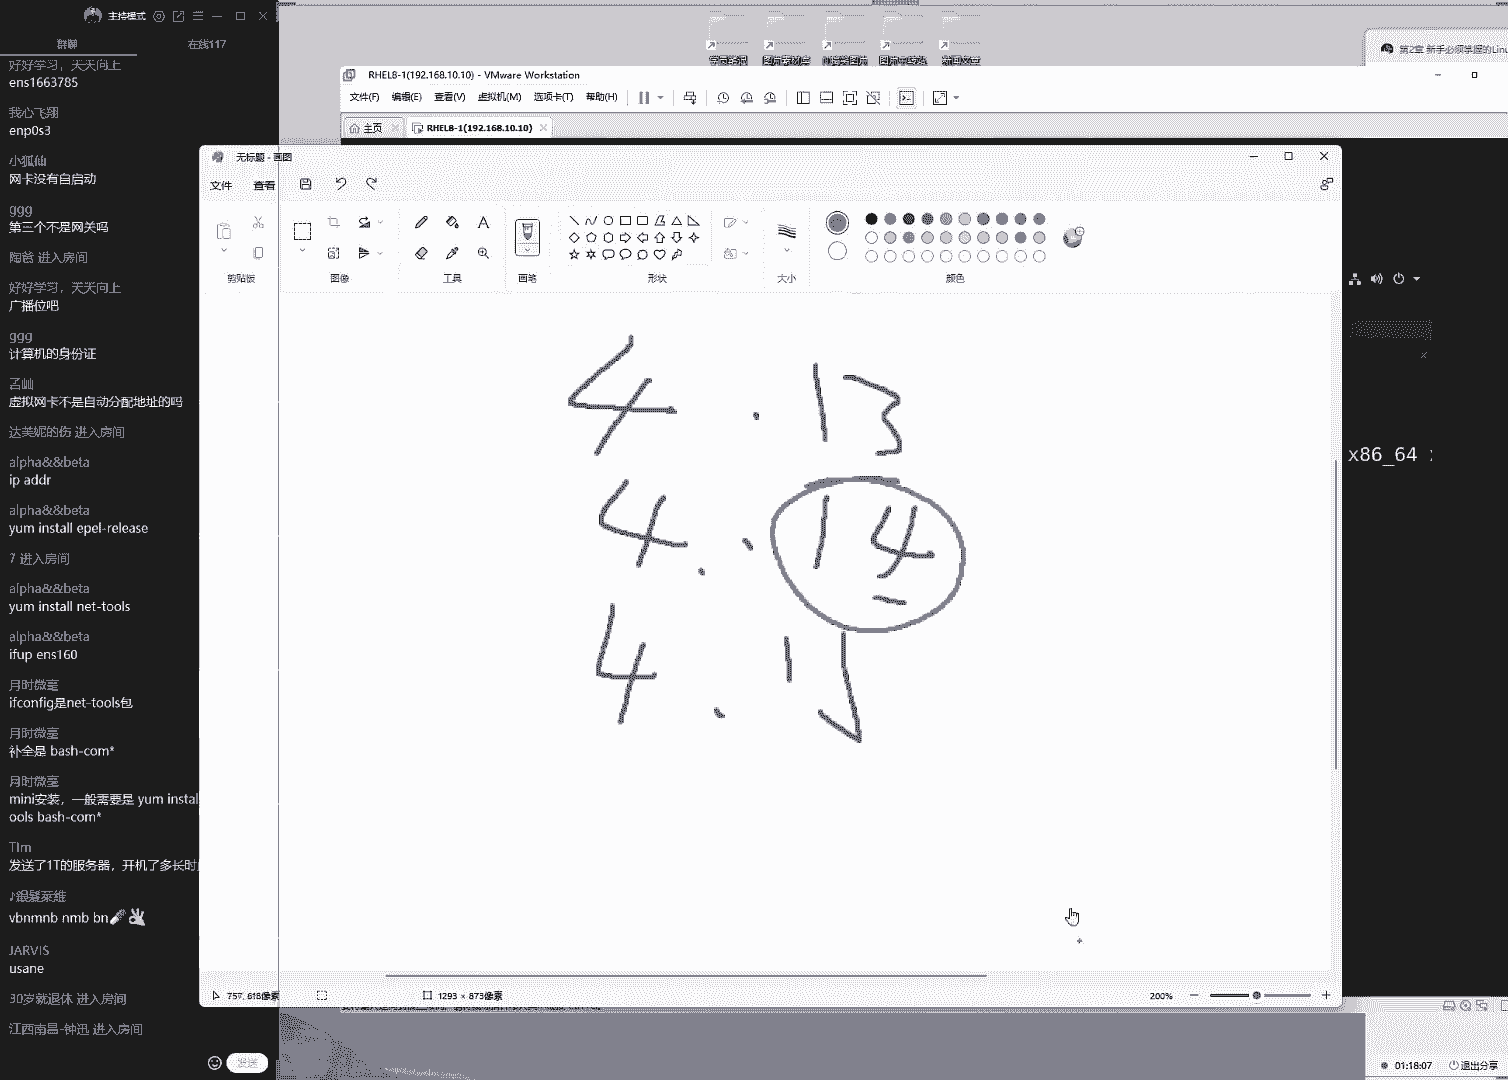 主持模式
群聊
在线117
好好学习，天天向上
ens1663785
我心飞翔
enp0s3
小狐仙
网卡没有自启动
ggg
第三个不是网关吗
陶爸 进入房间
好好学习，天天向上
广播位吧
ggg
计算机的身份证
孟屾
虚拟网卡不是自动分配地址的吗
达芙妮的伤 进入房间
alpha&&beta
ip addr
alpha&&beta
yum install epel-release
7 进入房间
alpha&&beta
yum install net-tools
alpha&&beta
ifup ens160
月时微毫
ifconfig是net-tools包
月时微毫
补全是 bash-com*
月时微毫
mini安装，一般需要是 yum instal
ools bash-com*
Tim
发送了1T的服务器，开机了多长时
vbnmnb nmb bn
JARVIS
usane
30岁就退休 进入房间
江西南昌-钟迅 进入房间
发送
第2章 新手必须掌握的Linu
RHEL8-1(192.168.10.10) - VMware Workstation
文件(F) 编辑(E) 查看(V) 虚拟机(M) 选项卡(T) 帮助(H)
主页
RHEL8-1(192.168.10.10)
无标题 - 画图
文件 查看
剪贴板 图像 工具 画笔 形状 大小 颜色
4 . 13
4 . . 14
4 . 15
x86_64
757, 618像素
1293 × 873像素
200%
01:18:07
退出分享